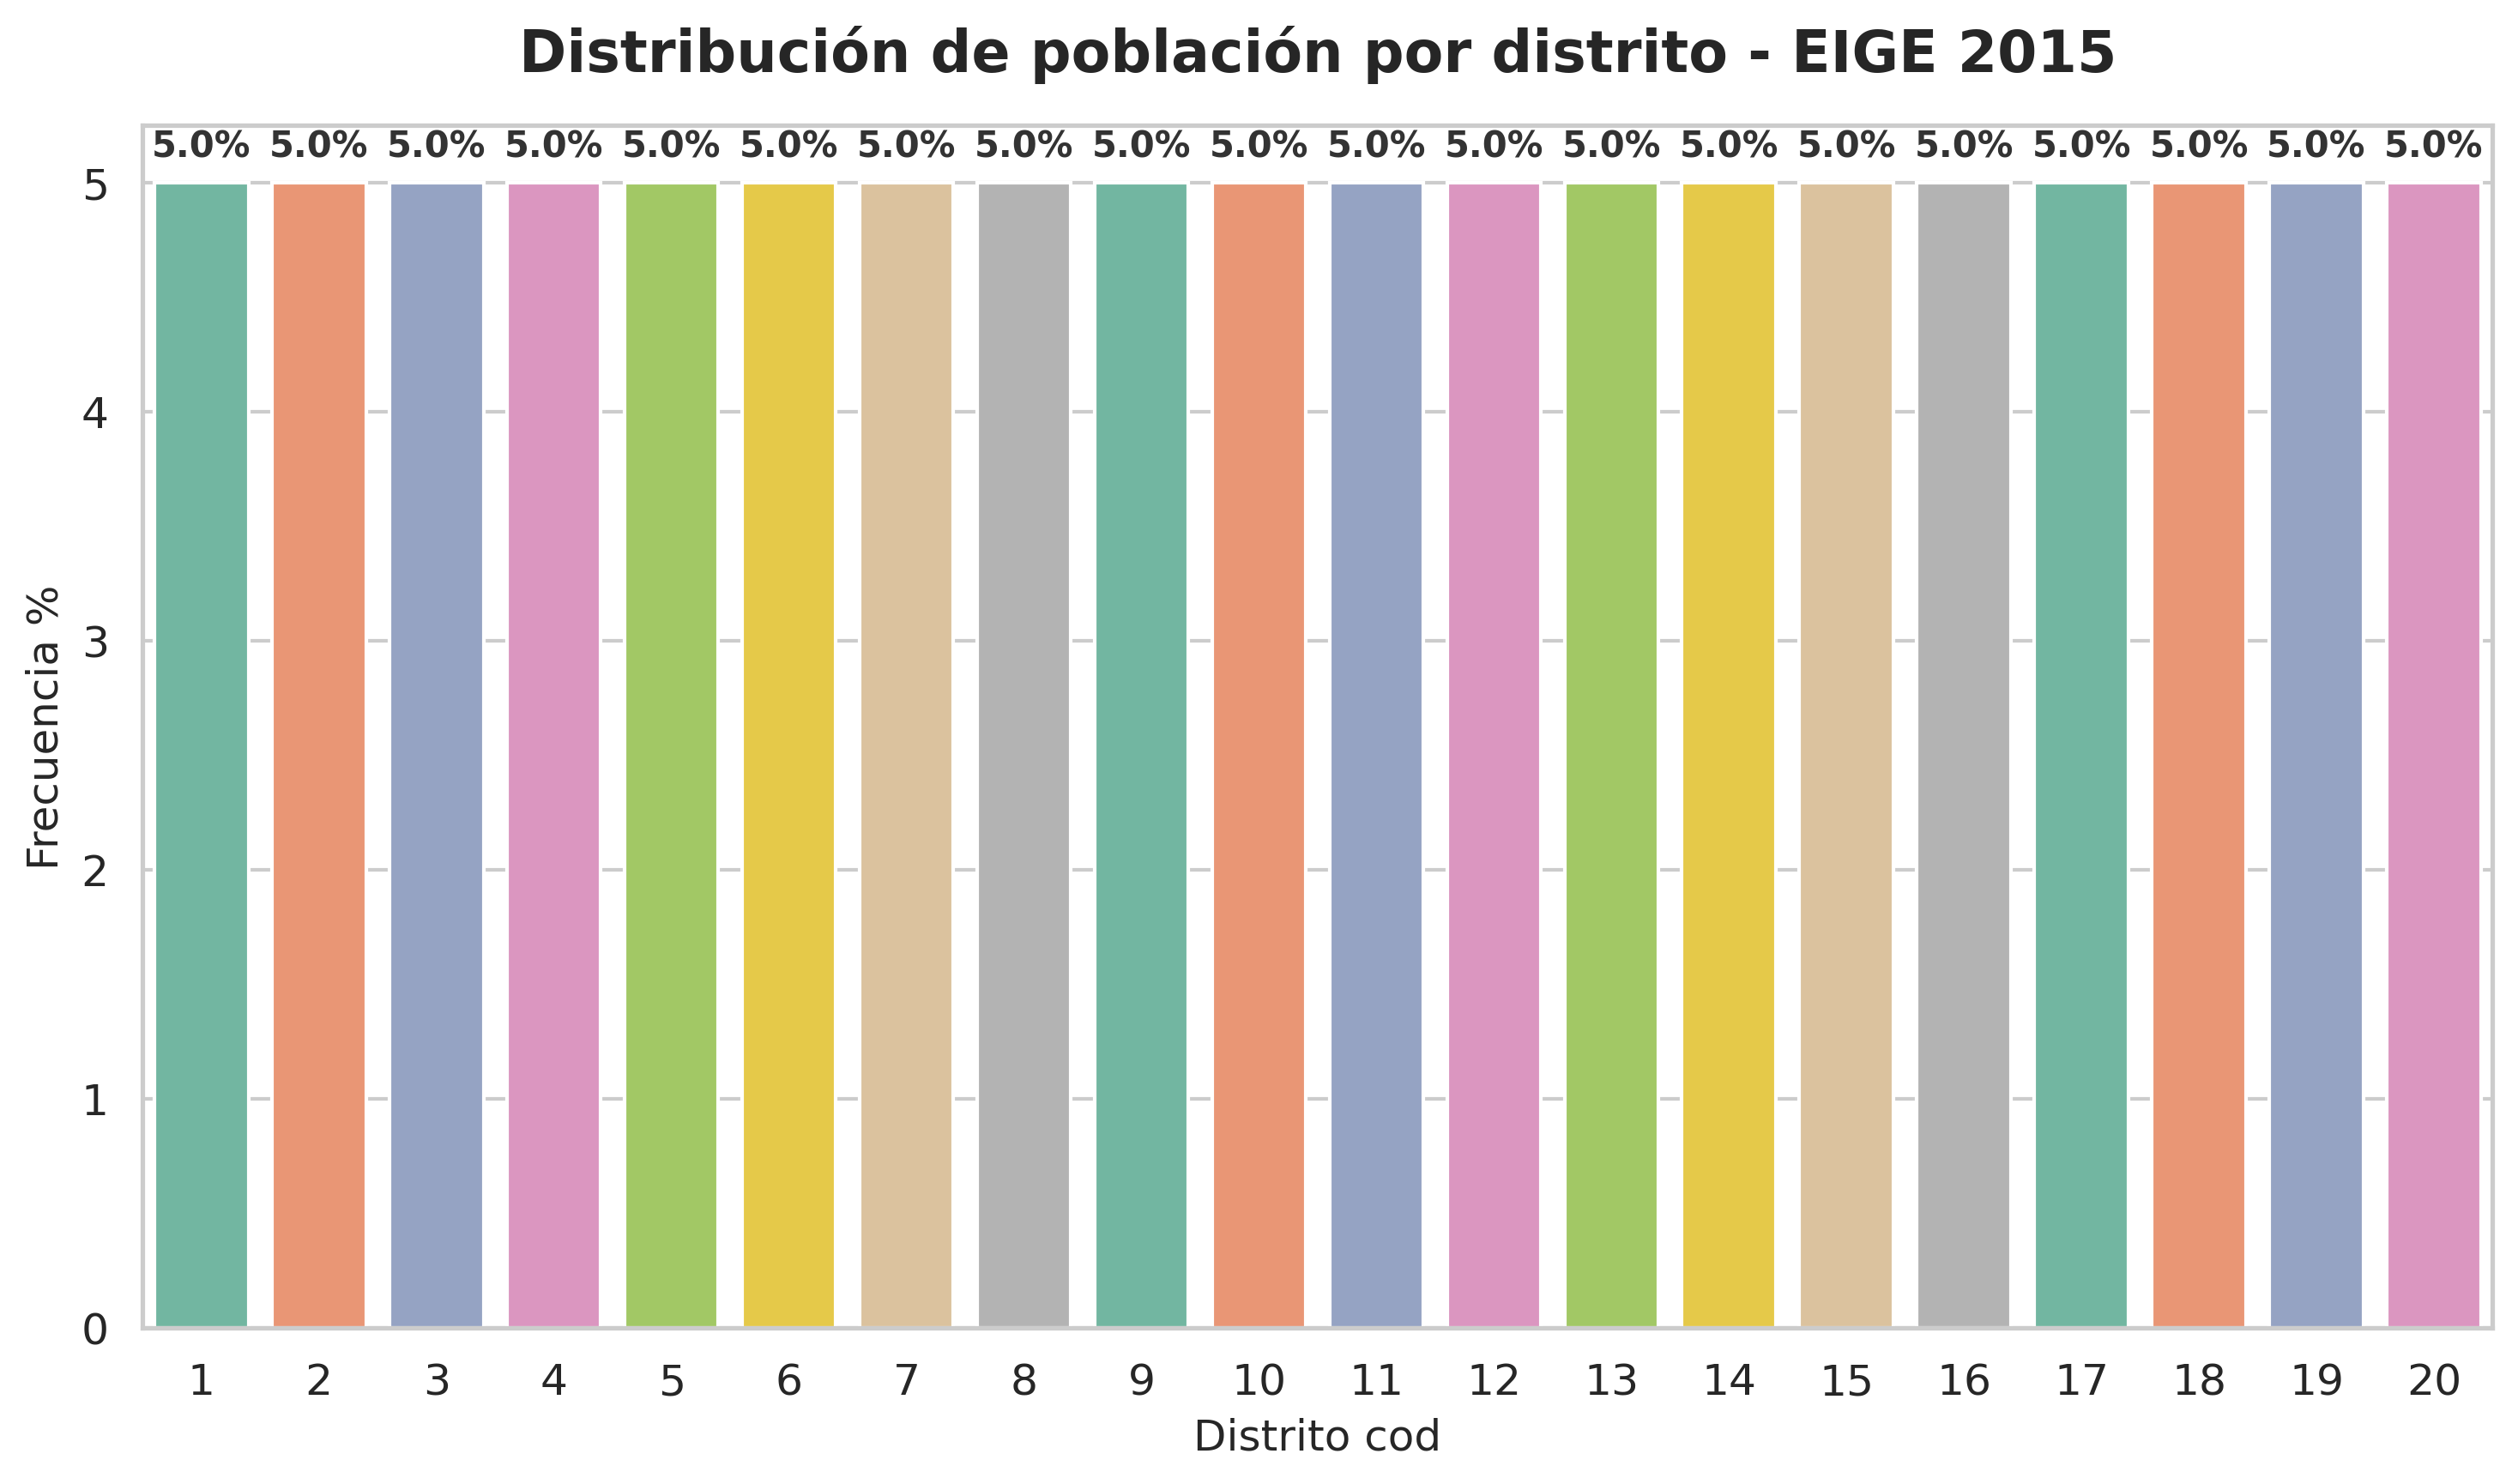 Distribución de población por distrito - EIGE 2015
5.0% 5.0% 5.0% 5.0% 5.0% 5.0% 5.0% 5.0% 5.0% 5.0% 5.0% 5.0% 5.0% 5.0% 5.0% 5.0% 5.0% 5.0% 5.0% 5.0%
5
4
3
2
1
0
Frecuencia %
1 2 3 4 5 6 7 8 9 10 11 12 13 14 15 16 17 18 19 20
Distrito cod